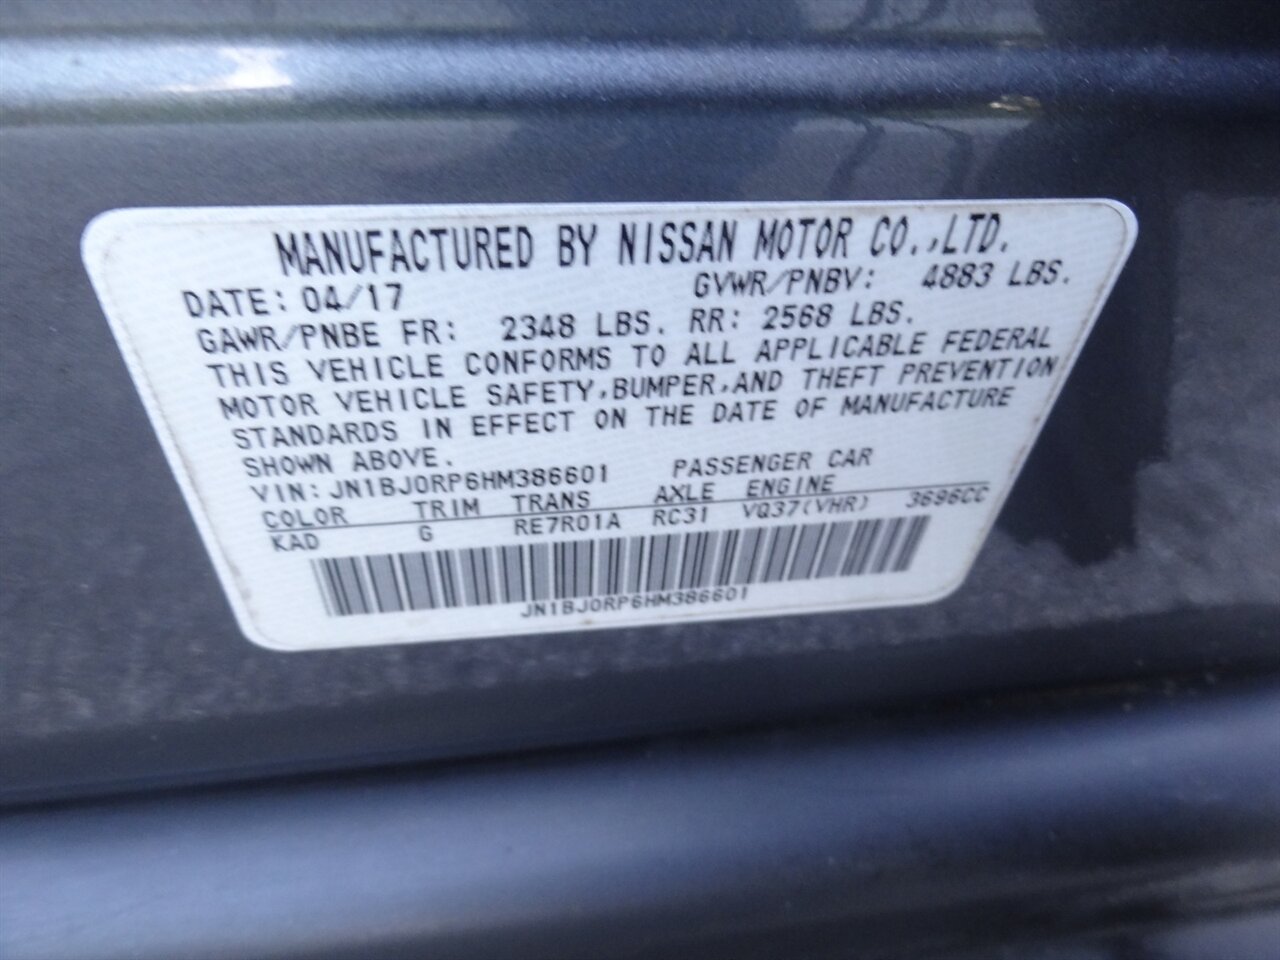 MANUFACTURED BY NISSAN MOTOR CO.,LTD.
DATE: 04/17 GVWR/PNBV: 4883 LBS.
GAWR/PNBE FR: 2348 LBS. RR: 2568 LBS.
THIS VEHICLE CONFORMS TO ALL APPLICABLE FEDERAL
MOTOR VEHICLE SAFETY,BUMPER,AND THEFT PREVENTION
STANDARDS IN EFFECT ON THE DATE OF MANUFACTURE
SHOWN ABOVE.
VIN: JN1BJ0RP6HM386601 PASSENGER CAR
COLOR TRIM TRANS AXLE ENGINE
KAD G RE7R01A RC31 VQ37(VHR) 3696CC
JN1BJ0RP6HM386601